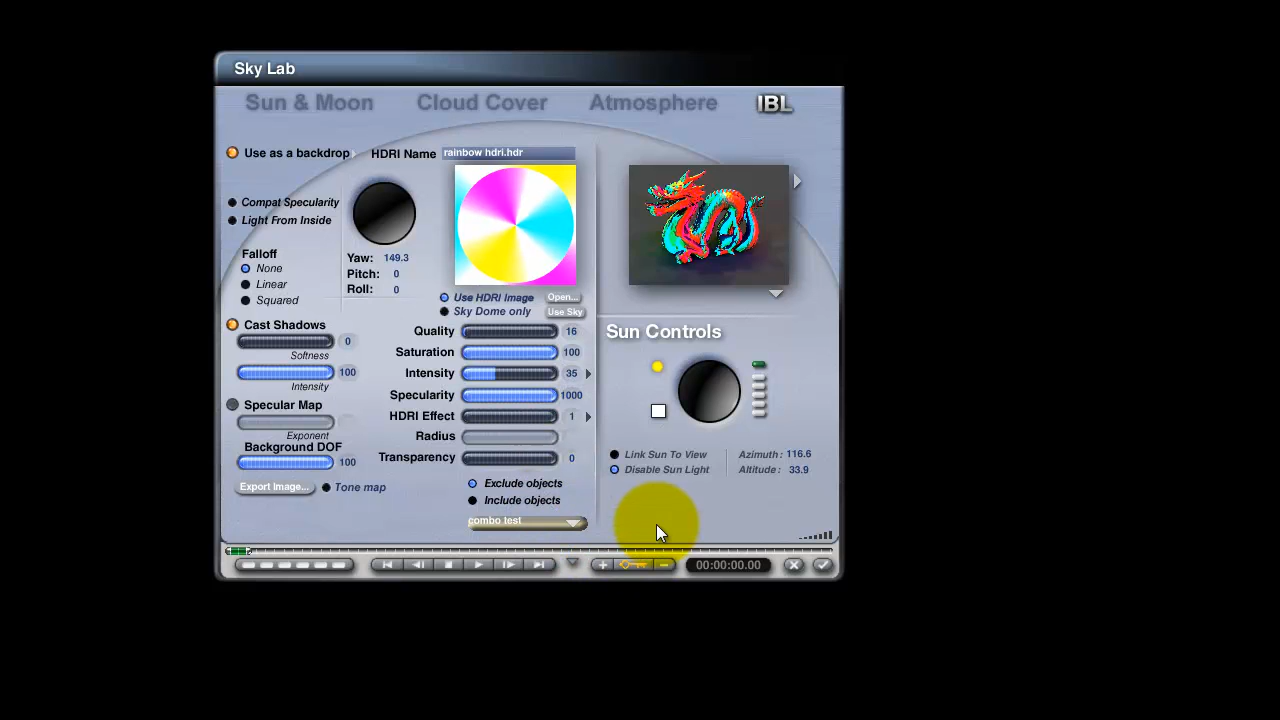 Sky Lab
Sun & Moon Cloud Cover Atmosphere IBL
Use as a backdrop HDRI Name rainbow hdri.hdr
Compat Specularity
Light From Inside
Falloff
None
Linear
Squared
Yaw: 149.3
Pitch: 0
Roll: 0
Use HDRI Image Open...
Sky Dome only Use Sky
Cast Shadows
0
Softness
100
Intensity
Specular Map
Exponent
Background DOF
100
Export Image... Tone map
Quality 16
Saturation 100
Intensity 35
Specularity 1000
HDRI Effect 1
Radius
Transparency 0
Exclude objects
Include objects
combo test
Sun Controls
Link Sun To View Azimuth: 116.6
Disable Sun Light Altitude: 33.9
00:00:00.00